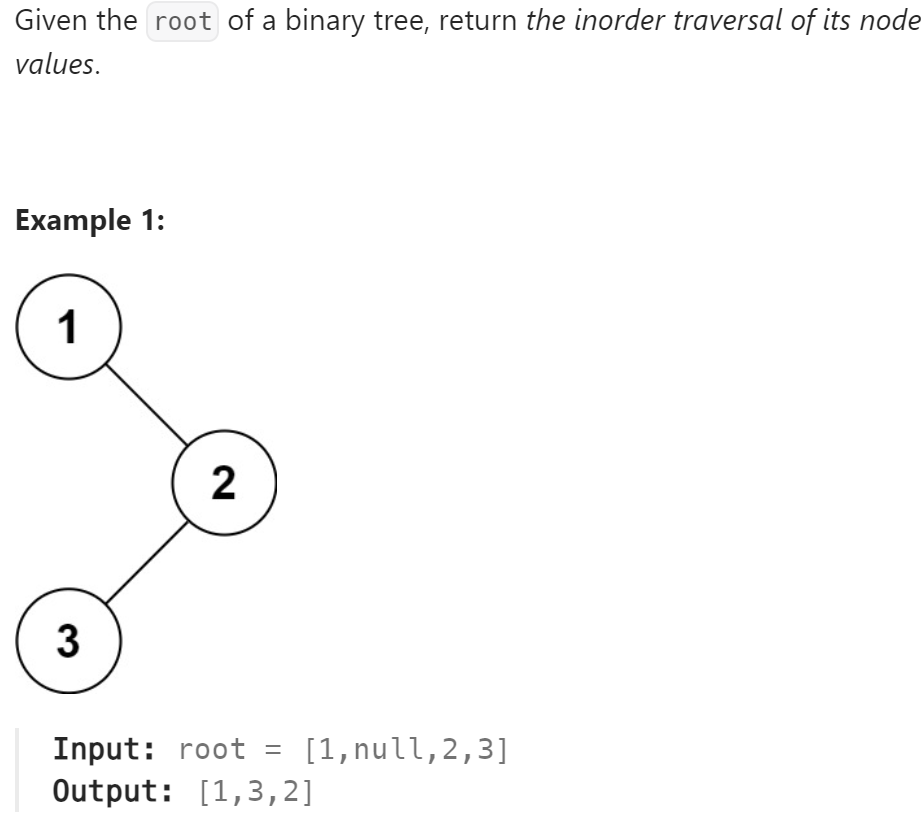 Given the root of a binary tree, return the inorder traversal of its node
values.
Example 1:
1
2
3
Input: root = [1,null,2,3]
Output: [1,3,2]